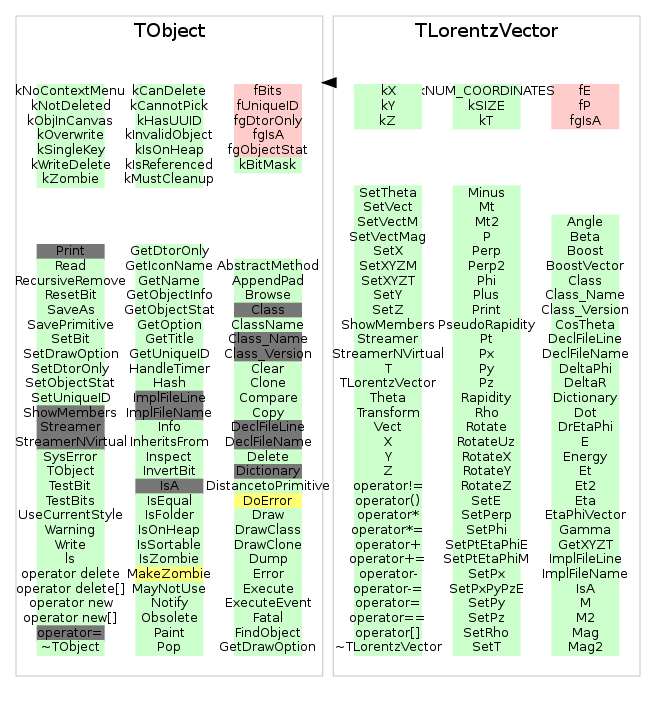 TObject
kNoContextMenu
kNotDeleted
kObjInCanvas
kOverwrite
kSingleKey
kWriteDelete
kZombie
kCanDelete
kCannotPick
kHasUUID
kInvalidObject
kIsOnHeap
kIsReferenced
kMustCleanup
fBits
fUniqueID
fgDtorOnly
fgIsA
fgObjectStat
kBitMask
Print
Read
RecursiveRemove
ResetBit
SaveAs
SavePrimitive
SetBit
SetDrawOption
SetDtorOnly
SetObjectStat
SetUniqueID
ShowMembers
Streamer
StreamerNVirtual
SysError
TObject
TestBit
TestBits
UseCurrentStyle
Warning
Write
ls
operator delete
operator delete[]
operator new
operator new[]
operator=
~TObject
GetDtorOnly
GetIconName
GetName
GetObjectInfo
GetObjectStat
GetOption
GetTitle
GetUniqueID
HandleTimer
Hash
ImplFileLine
ImplFileName
Info
InheritsFrom
Inspect
InvertBit
IsA
IsEqual
IsFolder
IsOnHeap
IsSortable
IsZombie
MakeZombie
MayNotUse
Notify
Obsolete
Paint
Pop
AbstractMethod
AppendPad
Browse
Class
ClassName
Class_Name
Class_Version
Clear
Clone
Compare
Copy
DeclFileLine
DeclFileName
Delete
Dictionary
DistancetoPrimitive
DoError
Draw
DrawClass
DrawClone
Dump
Error
Execute
ExecuteEvent
Fatal
FindObject
GetDrawOption
TLorentzVector
kX
kY
kZ
kNUM_COORDINATES
kSIZE
kT
fE
fP
fgIsA
SetTheta
SetVect
SetVectM
SetVectMag
SetX
SetXYZM
SetXYZT
SetY
SetZ
ShowMembers
Streamer
StreamerNVirtual
T
TLorentzVector
Theta
Transform
Vect
X
Y
Z
operator!=
operator()
operator*
operator*=
operator+
operator+=
operator-
operator-=
operator=
operator==
operator[]
~TLorentzVector
Minus
Mt
Mt2
P
Perp
Perp2
Phi
Plus
Print
PseudoRapidity
Pt
Px
Py
Pz
Rapidity
Rho
Rotate
RotateUz
RotateX
RotateY
RotateZ
SetE
SetPerp
SetPhi
SetPtEtaPhiE
SetPtEtaPhiM
SetPx
SetPxPyPzE
SetPy
SetPz
SetRho
SetT
Angle
Beta
Boost
BoostVector
Class
Class_Name
Class_Version
CosTheta
DeclFileLine
DeclFileName
DeltaPhi
DeltaR
Dictionary
Dot
DrEtaPhi
E
Energy
Et
Et2
Eta
EtaPhiVector
Gamma
GetXYZT
ImplFileLine
ImplFileName
IsA
M
M2
Mag
Mag2